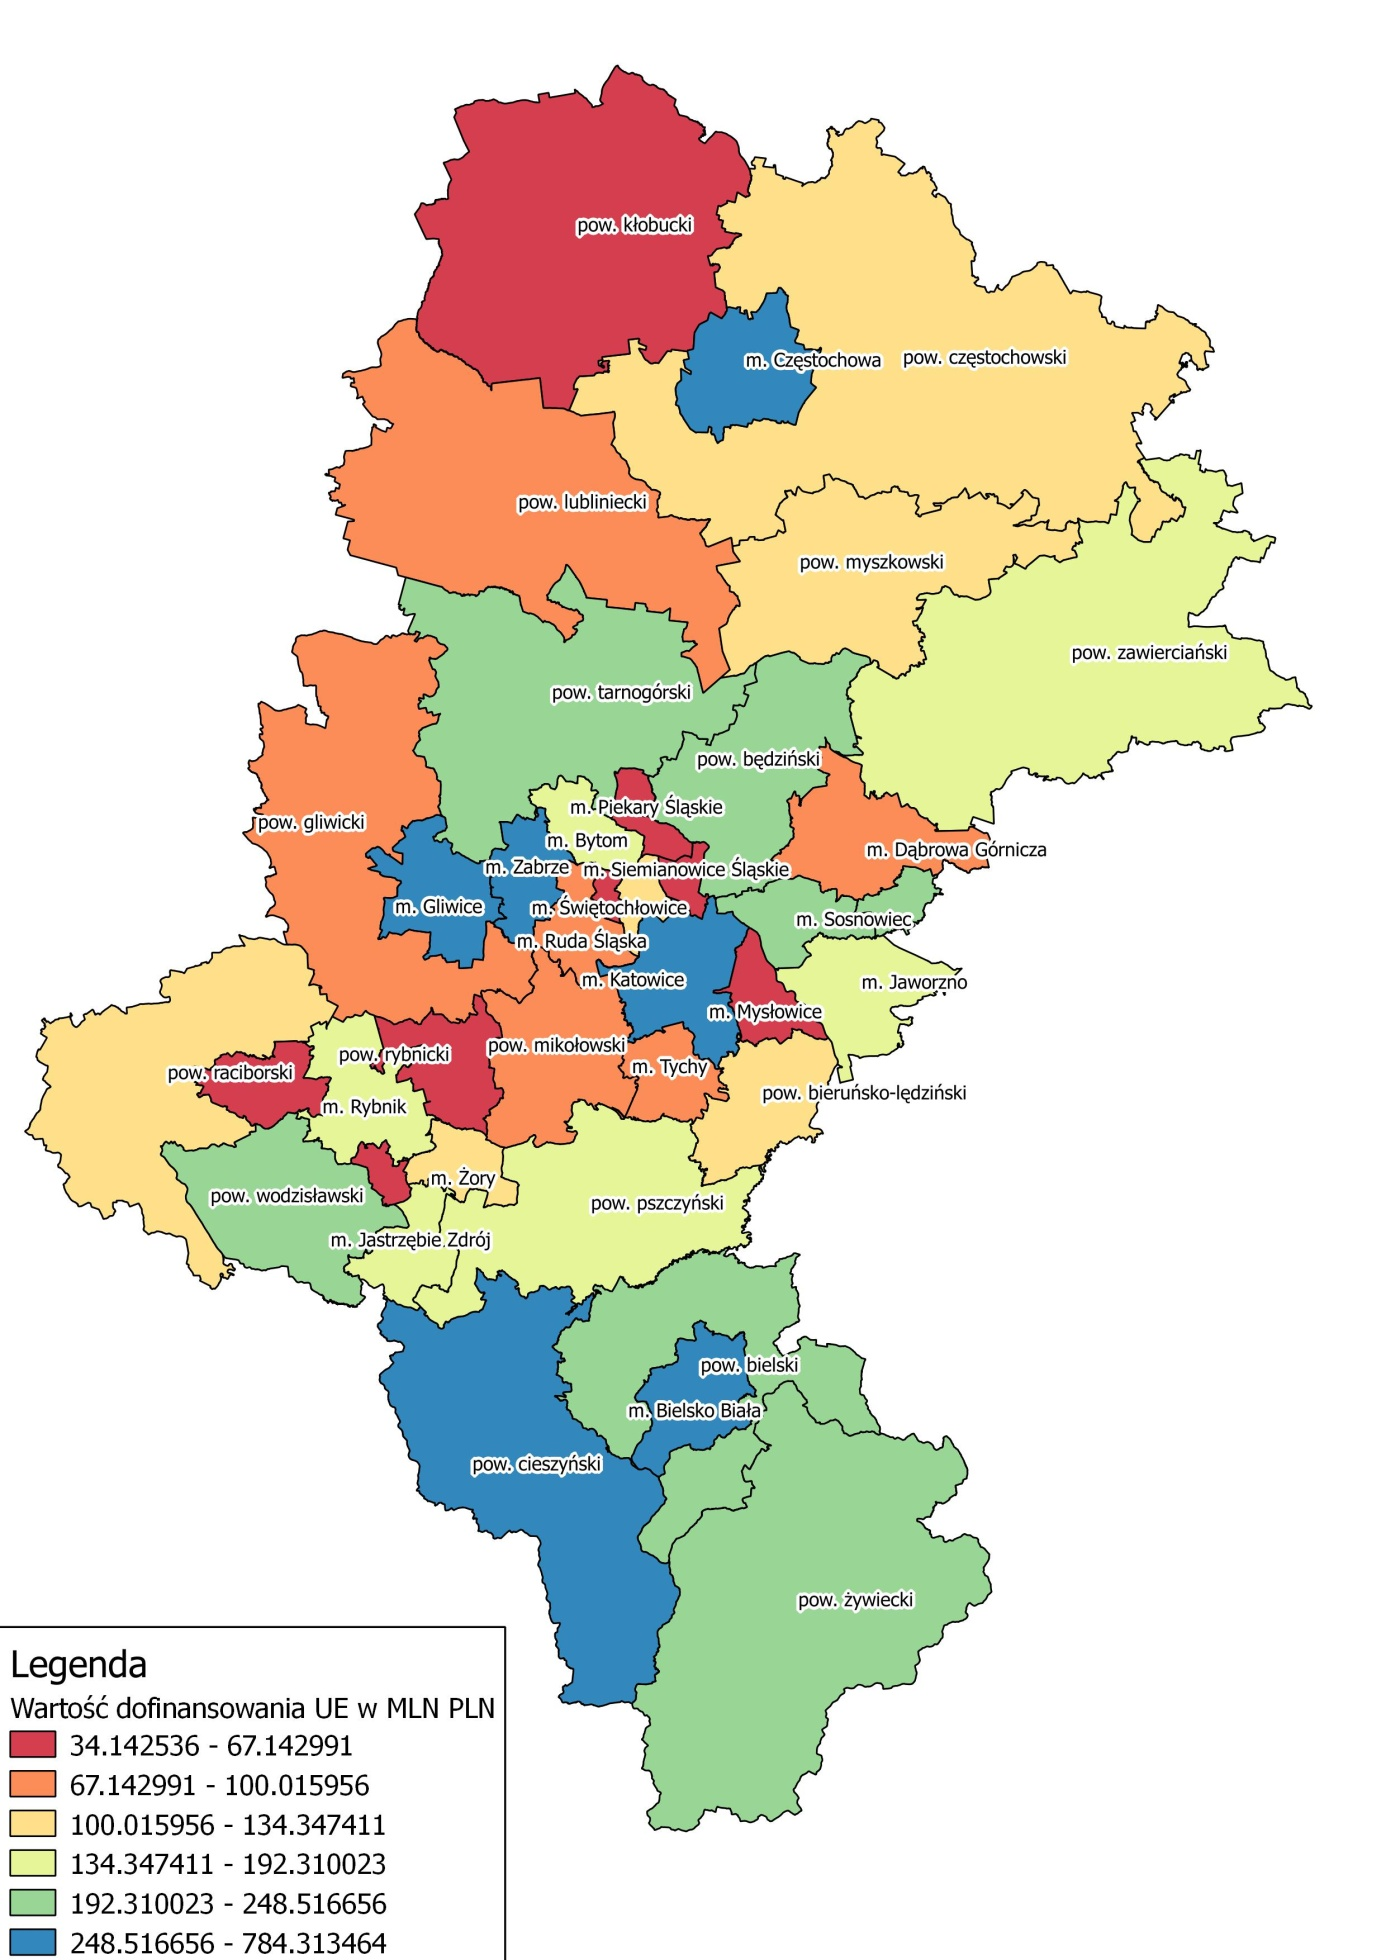 pow. kłobucki
m. Częstochowa
pow. częstochowski
pow. lubliniecki
pow. myszkowski
pow. zawierciański
pow. tarnogórski
pow. będziński
m. Piekary Śląskie
pow. gliwicki
m. Bytom
m. Dąbrowa Górnicza
m. Zabrze
m. Siemianowice Śląskie
m. Gliwice
m. Świętochłowice
m. Sosnowiec
m. Ruda Śląska
m. Katowice
m. Jaworzno
m. Mysłowice
pow. rybnicki
pow. mikołowski
m. Tychy
pow. raciborski
pow. bieruńsko-lędziński
m. Rybnik
m. Żory
pow. wodzisławski
pow. pszczyński
m. Jastrzębie Zdrój
pow. bielski
m. Bielsko Biała
pow. cieszyński
pow. żywiecki
Legenda
Wartość dofinansowania UE w MLN PLN
34.142536 - 67.142991
67.142991 - 100.015956
100.015956 - 134.347411
134.347411 - 192.310023
192.310023 - 248.516656
248.516656 - 784.313464